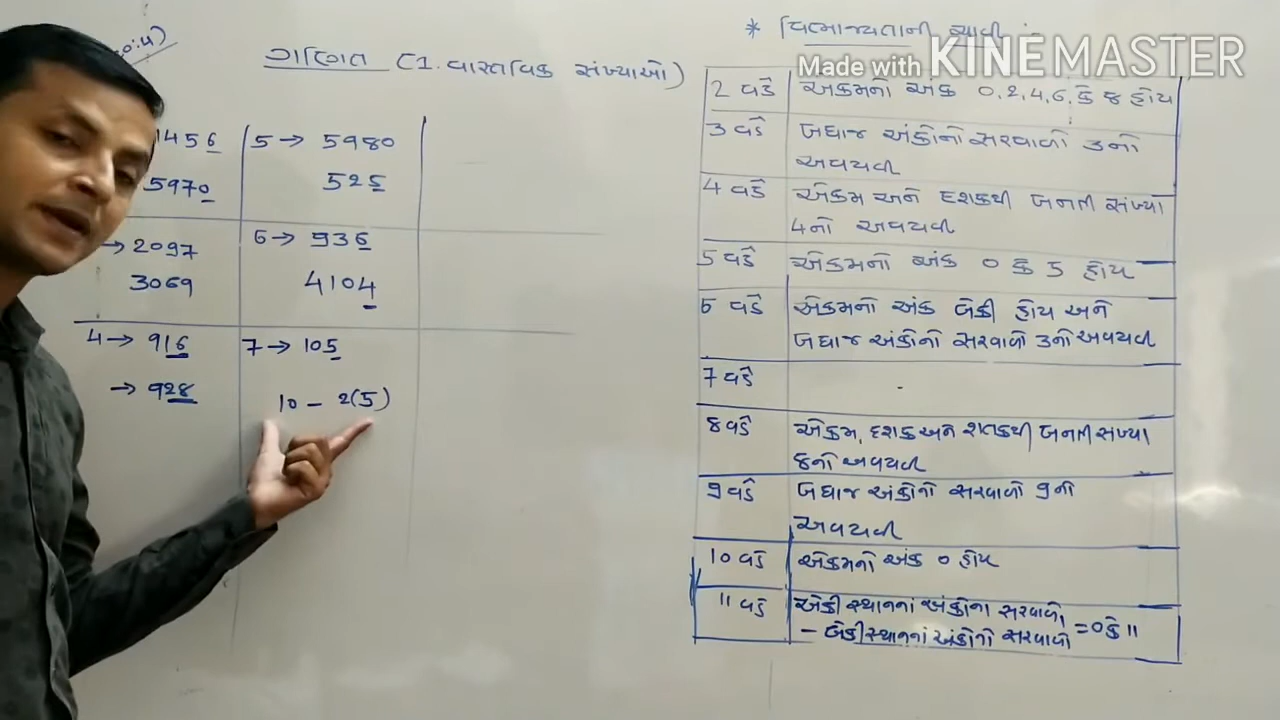 ગણિત (1. વાસ્તવિક સંખ્યાઓ)
* વિભાજ્યતાની ચાવી :
Made with KINEMASTER
1456
5970
5 → 5980
525
→ 2097
3069
6 → 936
4104
4 → 916
→ 928
7 → 105
10 - 2(5)
2 વડે એકમનો અંક 0, 2, 4, 6, કે 8 હોય
3 વડે બધાજ અંકોનો સરવાળો 3નો
અવયવી
4 વડે એકમ અને દશકથી બનતી સંખ્યા
4નો અવયવી
5 વડે એકમનો અંક 0 કે 5 હોય
6 વડે એકમનો અંક બેકી હોય અને
બધાજ અંકોનો સરવાળો 3નો અવયવી
7 વડે
8 વડે એકમ, દશક અને શતકથી બનતી સંખ્યા
8નો અવયવી
9 વડે બધાજ અંકોનો સરવાળો 9નો
અવયવી
10 વડે એકમનો અંક 0 હોય
11 વડે એકી સ્થાનનાં અંકોના સરવાળો
- બેકી સ્થાનનાં અંકોનો સરવાળો = 0 કે 11